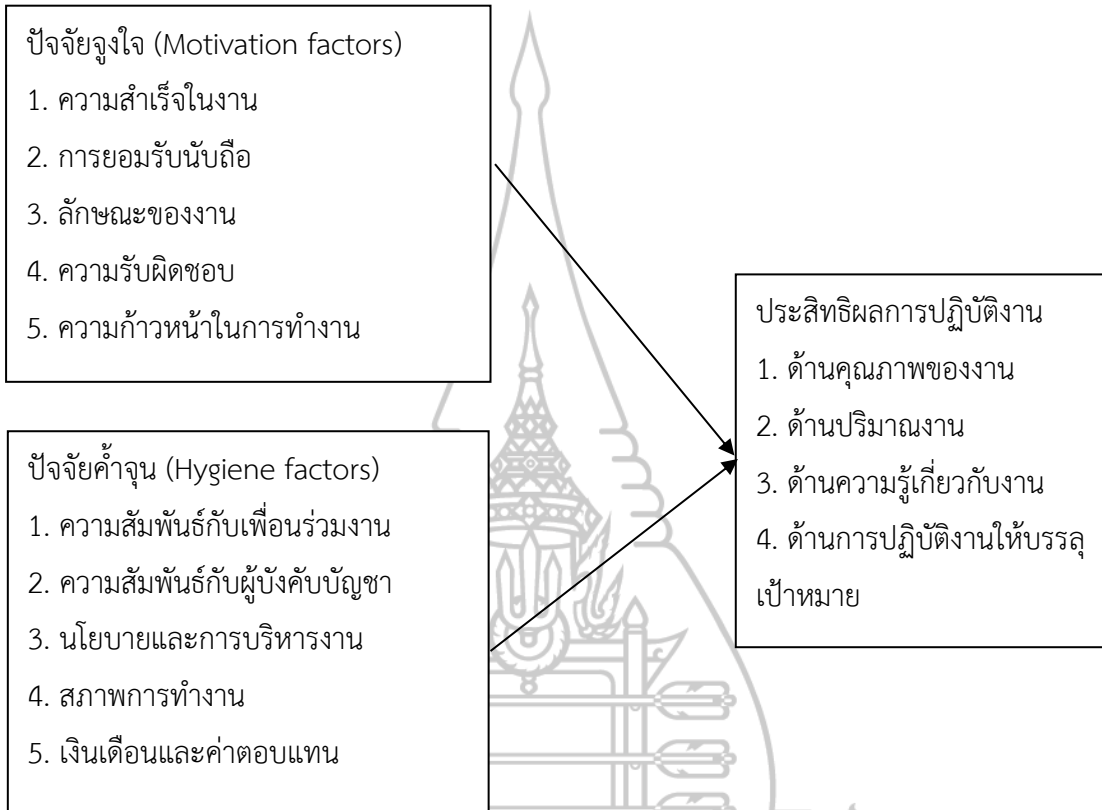 ปัจจัยจูงใจ (Motivation factors)
1. ความสำเร็จในงาน
2. การยอมรับนับถือ
3. ลักษณะของงาน
4. ความรับผิดชอบ
5. ความก้าวหน้าในการทำงาน
ปัจจัยค้ำจุน (Hygiene factors)
1. ความสัมพันธ์กับเพื่อนร่วมงาน
2. ความสัมพันธ์กับผู้บังคับบัญชา
3. นโยบายและการบริหารงาน
4. สภาพการทำงาน
5. เงินเดือนและค่าตอบแทน
ประสิทธิผลการปฏิบัติงาน
1. ด้านคุณภาพของงาน
2. ด้านปริมาณงาน
3. ด้านความรู้เกี่ยวกับงาน
4. ด้านการปฏิบัติงานให้บรรลุ
เป้าหมาย